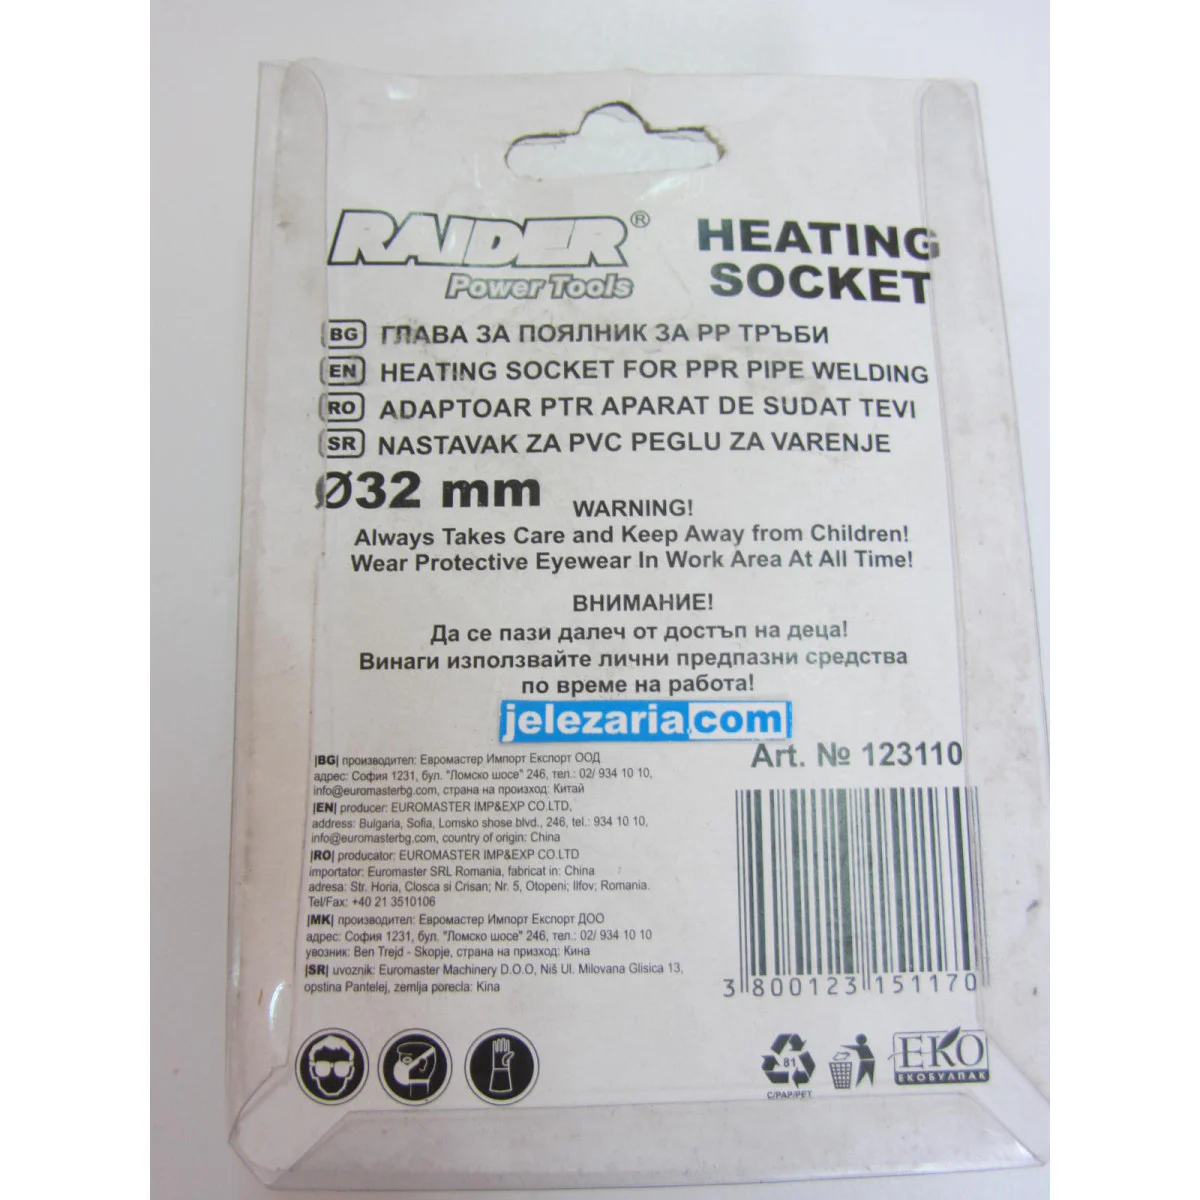 RAIDER®
Power Tools
HEATING
SOCKET
BG ГЛАВА ЗА ПОЯЛНИК ЗА PP ТРЪБИ
EN HEATING SOCKET FOR PPR PIPE WELDING
RO ADAPTOAR PTR APARAT DE SUDAT TEVI
SR NASTAVAK ZA PVC PEGLU ZA VARENJE
Ø32 mm
WARNING!
Always Takes Care and Keep Away from Children!
Wear Protective Eyewear In Work Area At All Time!
ВНИМАНИЕ!
Да се пази далеч от достъп на деца!
Винаги използвайте лични предпазни средства
по време на работа!
jelezaria.com
Art. № 123110
|BG| производител: Евромастер Импорт Експорт ООД
адрес: София 1231, бул. "Ломско шосе" 246, тел.: 02/ 934 10 10,
info@euromasterbg.com, страна на произход: Китай
|EN| producer: EUROMASTER IMP&EXP CO.LTD,
address: Bulgaria, Sofia, Lomsko shose blvd., 246, tel.: 934 10 10,
info@euromasterbg.com, country of origin: China
|RO| producator: EUROMASTER IMP&EXP CO.LTD
importator: Euromaster SRL Romania, fabricat in: China
adresa: Str. Horia, Closca si Crisan; Nr. 5, Otopeni; Ilfov; Romania.
Tel/Fax: +40 21 3510106
|MK| производител: Евромастер Импорт Експорт ДОО
адрес: София 1231, бул. "Ломско шосе" 246, тел.: 02/ 934 10 10
увозник: Ben Trejd - Skopje, страна на призход: Кина
|SR| uvoznik: Euromaster Machinery D.O.O, Niš Ul. Milovana Glisica 13,
opstina Pantelej, zemlja porecla: Kina
3 800123 151170
81
C/PAP/PET
ЕКО
ЕКОБУЛПАК